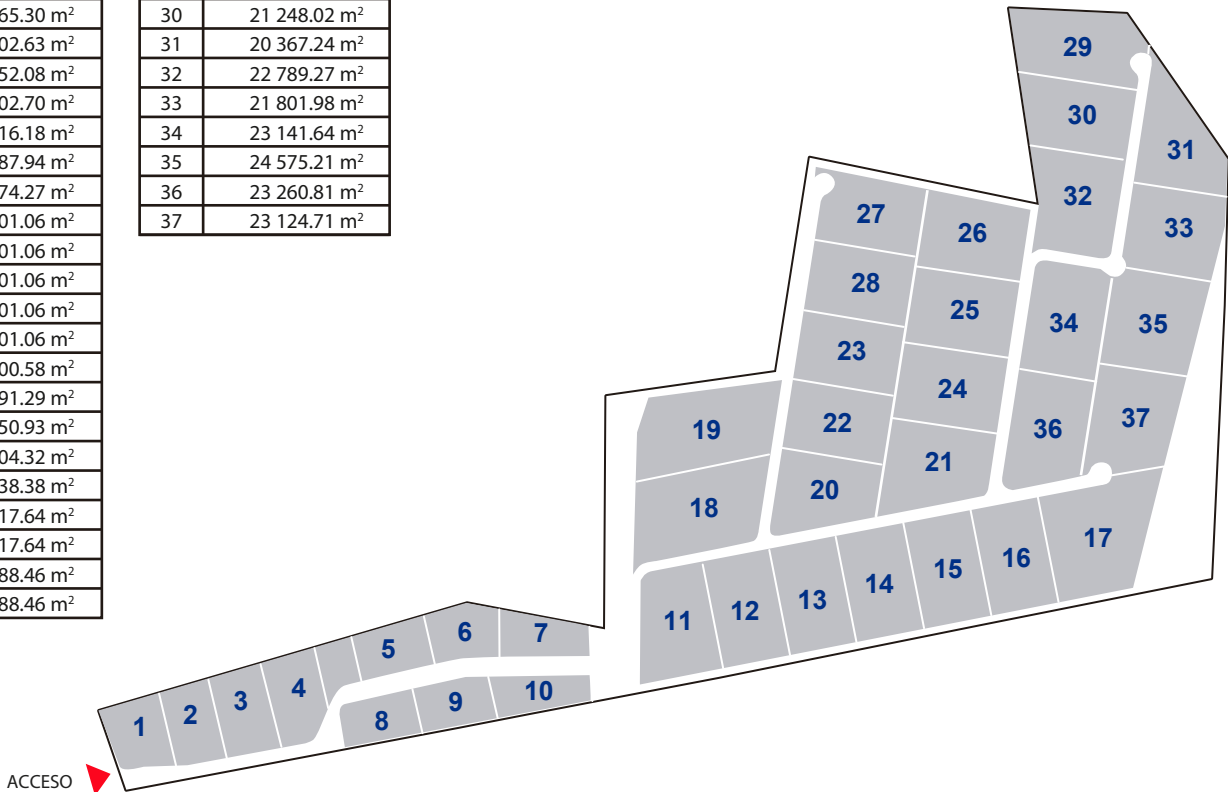 65.30 m²
02.63 m²
52.08 m²
02.70 m²
16.18 m²
87.94 m²
74.27 m²
01.06 m²
01.06 m²
01.06 m²
01.06 m²
01.06 m²
00.58 m²
91.29 m²
50.93 m²
04.32 m²
38.38 m²
17.64 m²
17.64 m²
88.46 m²
88.46 m²
30 21 248.02 m²
31 20 367.24 m²
32 22 789.27 m²
33 21 801.98 m²
34 23 141.64 m²
35 24 575.21 m²
36 23 260.81 m²
37 23 124.71 m²
29
30
31
32
33
27
26
28
25
34
35
23
24
22
36
37
19
21
20
18
17
16
15
14
13
12
11
7
6
5
4
3
2
1
10
9
8
ACCESO